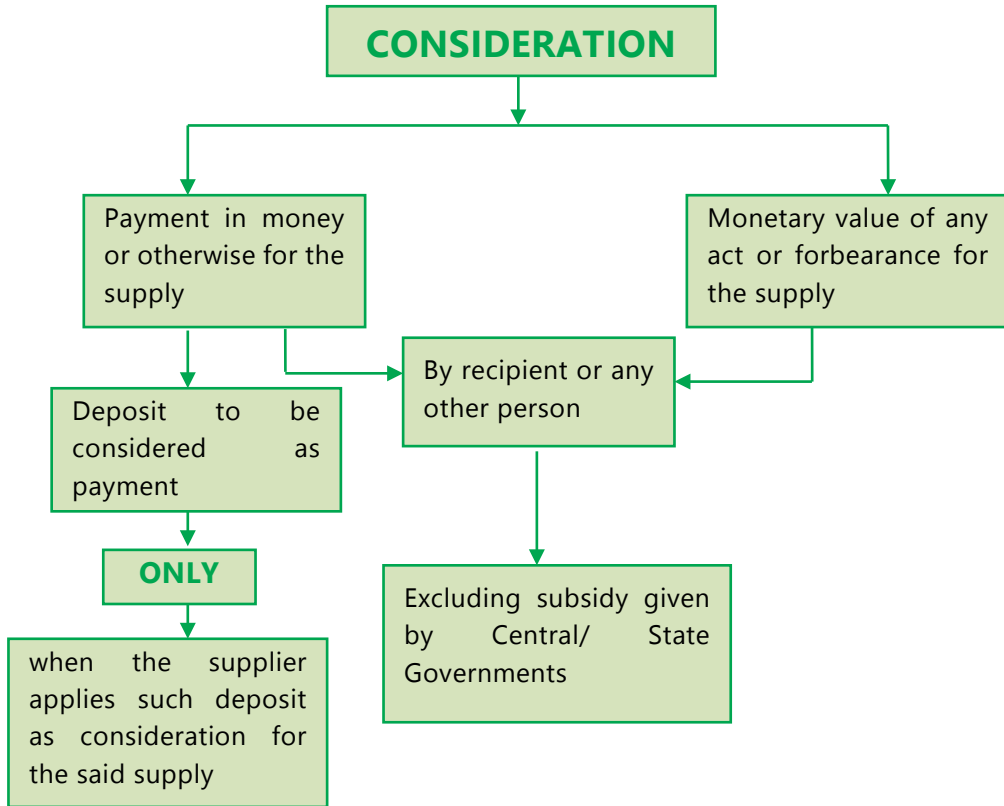 CONSIDERATION
Payment in money
or otherwise for the
supply
Monetary value of any
act or forbearance for
the supply
By recipient or any
other person
Deposit to be
considered as
payment
ONLY
when the supplier
applies such deposit
as consideration for
the said supply
Excluding subsidy given
by Central/ State
Governments